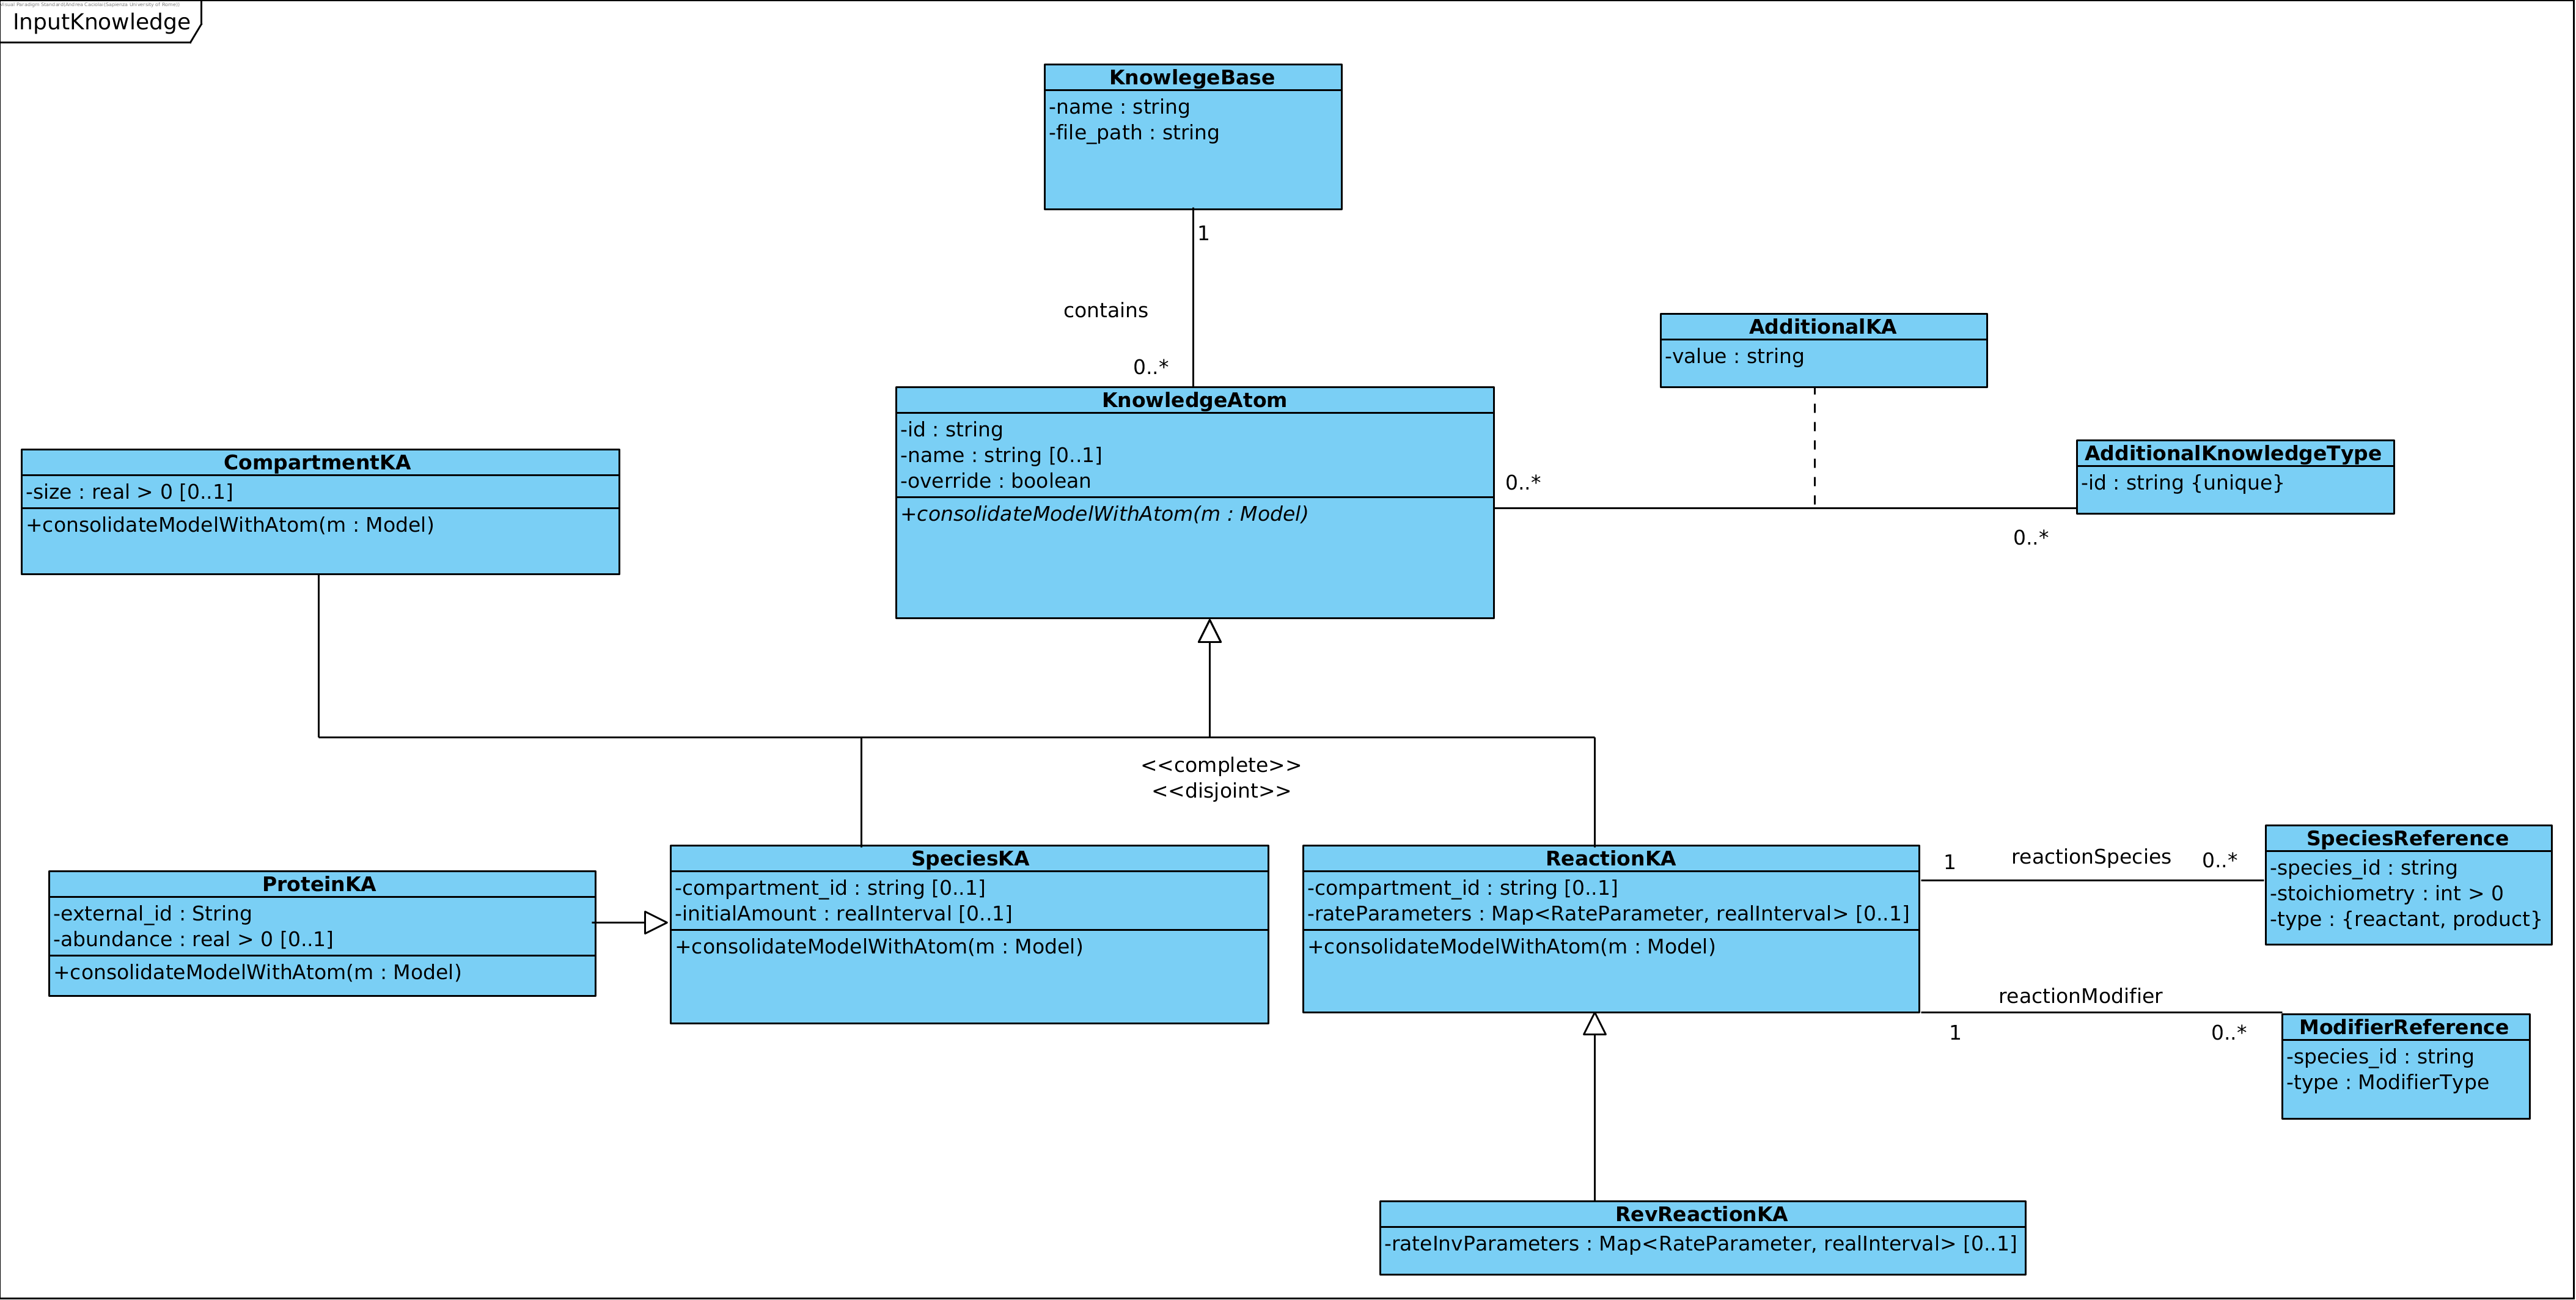 Visual Paradigm Standard(Andrea Cacioli(Sapienza University of Rome))
InputKnowledge
KnowlegeBase
-name : string
-file_path : string
1
contains
0..*
AdditionalKA
-value : string
KnowledgeAtom
-id : string
-name : string [0..1]
-override : boolean
+consolidateModelWithAtom(m : Model)
0..*
AdditionalKnowledgeType
-id : string {unique}
0..*
CompartmentKA
-size : real > 0 [0..1]
+consolidateModelWithAtom(m : Model)
<<complete>>
<<disjoint>>
ProteinKA
-external_id : String
-abundance : real > 0 [0..1]
+consolidateModelWithAtom(m : Model)
SpeciesKA
-compartment_id : string [0..1]
-initialAmount : realInterval [0..1]
+consolidateModelWithAtom(m : Model)
ReactionKA
-compartment_id : string [0..1]
-rateParameters : Map<RateParameter, realInterval> [0..1]
+consolidateModelWithAtom(m : Model)
1
reactionSpecies
0..*
SpeciesReference
-species_id : string
-stoichiometry : int > 0
-type : {reactant, product}
reactionModifier
1
0..*
ModifierReference
-species_id : string
-type : ModifierType
RevReactionKA
-rateInvParameters : Map<RateParameter, realInterval> [0..1]